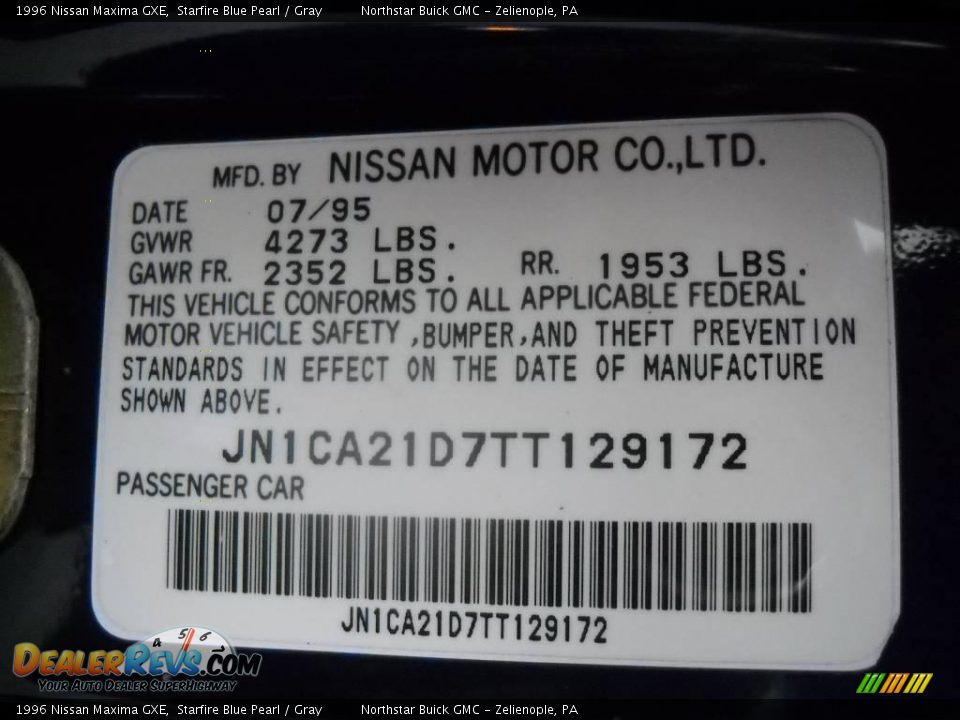 1996 Nissan Maxima GXE, Starfire Blue Pearl / Gray Northstar Buick GMC - Zelienople, PA
MFD. BY NISSAN MOTOR CO.,LTD.
DATE 07/95
GVWR 4273 LBS.
GAWR FR. 2352 LBS. RR. 1953 LBS.
THIS VEHICLE CONFORMS TO ALL APPLICABLE FEDERAL
MOTOR VEHICLE SAFETY ,BUMPER,AND THEFT PREVENTION
STANDARDS IN EFFECT ON THE DATE OF MANUFACTURE
SHOWN ABOVE.
JN1CA21D7TT129172
PASSENGER CAR
JN1CA21D7TT129172
4 5 6
DEALERREVS.COM
YOUR AUTO DEALER SUPERHIGHWAY
1996 Nissan Maxima GXE, Starfire Blue Pearl / Gray Northstar Buick GMC - Zelienople, PA